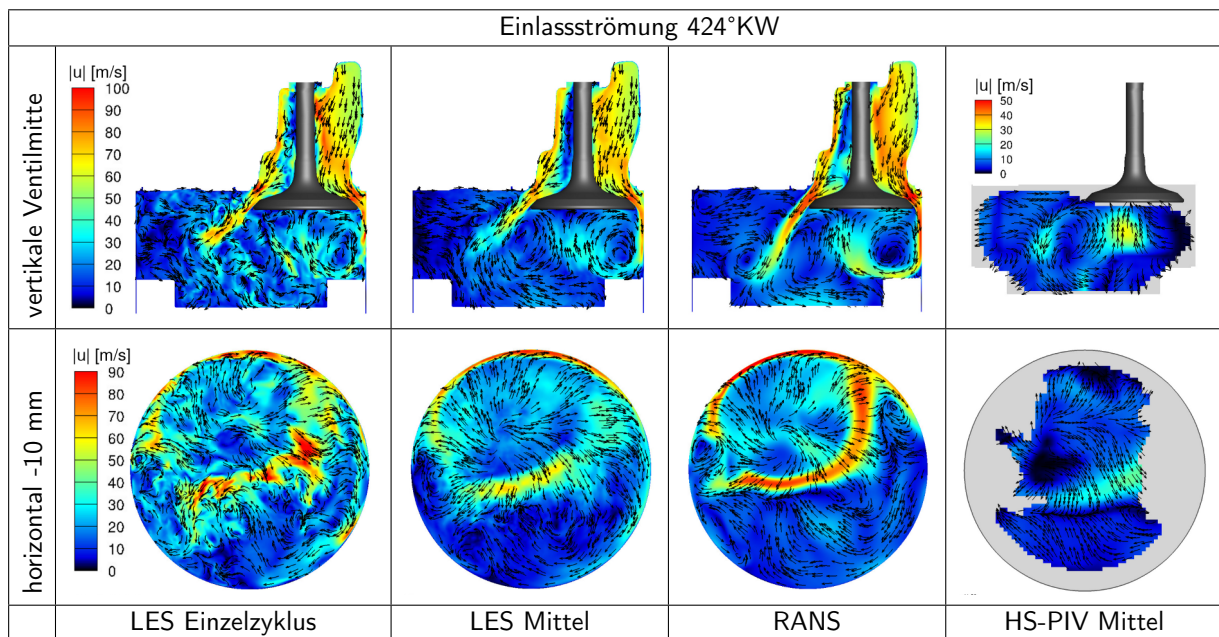 Einlassströmung 424°KW
vertikale Ventilmitte
|u| [m/s]
100
90
80
70
60
50
40
30
20
10
0
|u| [m/s]
50
40
30
20
10
0
horizontal -10 mm
|u| [m/s]
90
80
70
60
50
40
30
20
10
0
LES Einzelzyklus
LES Mittel
RANS
HS-PIV Mittel